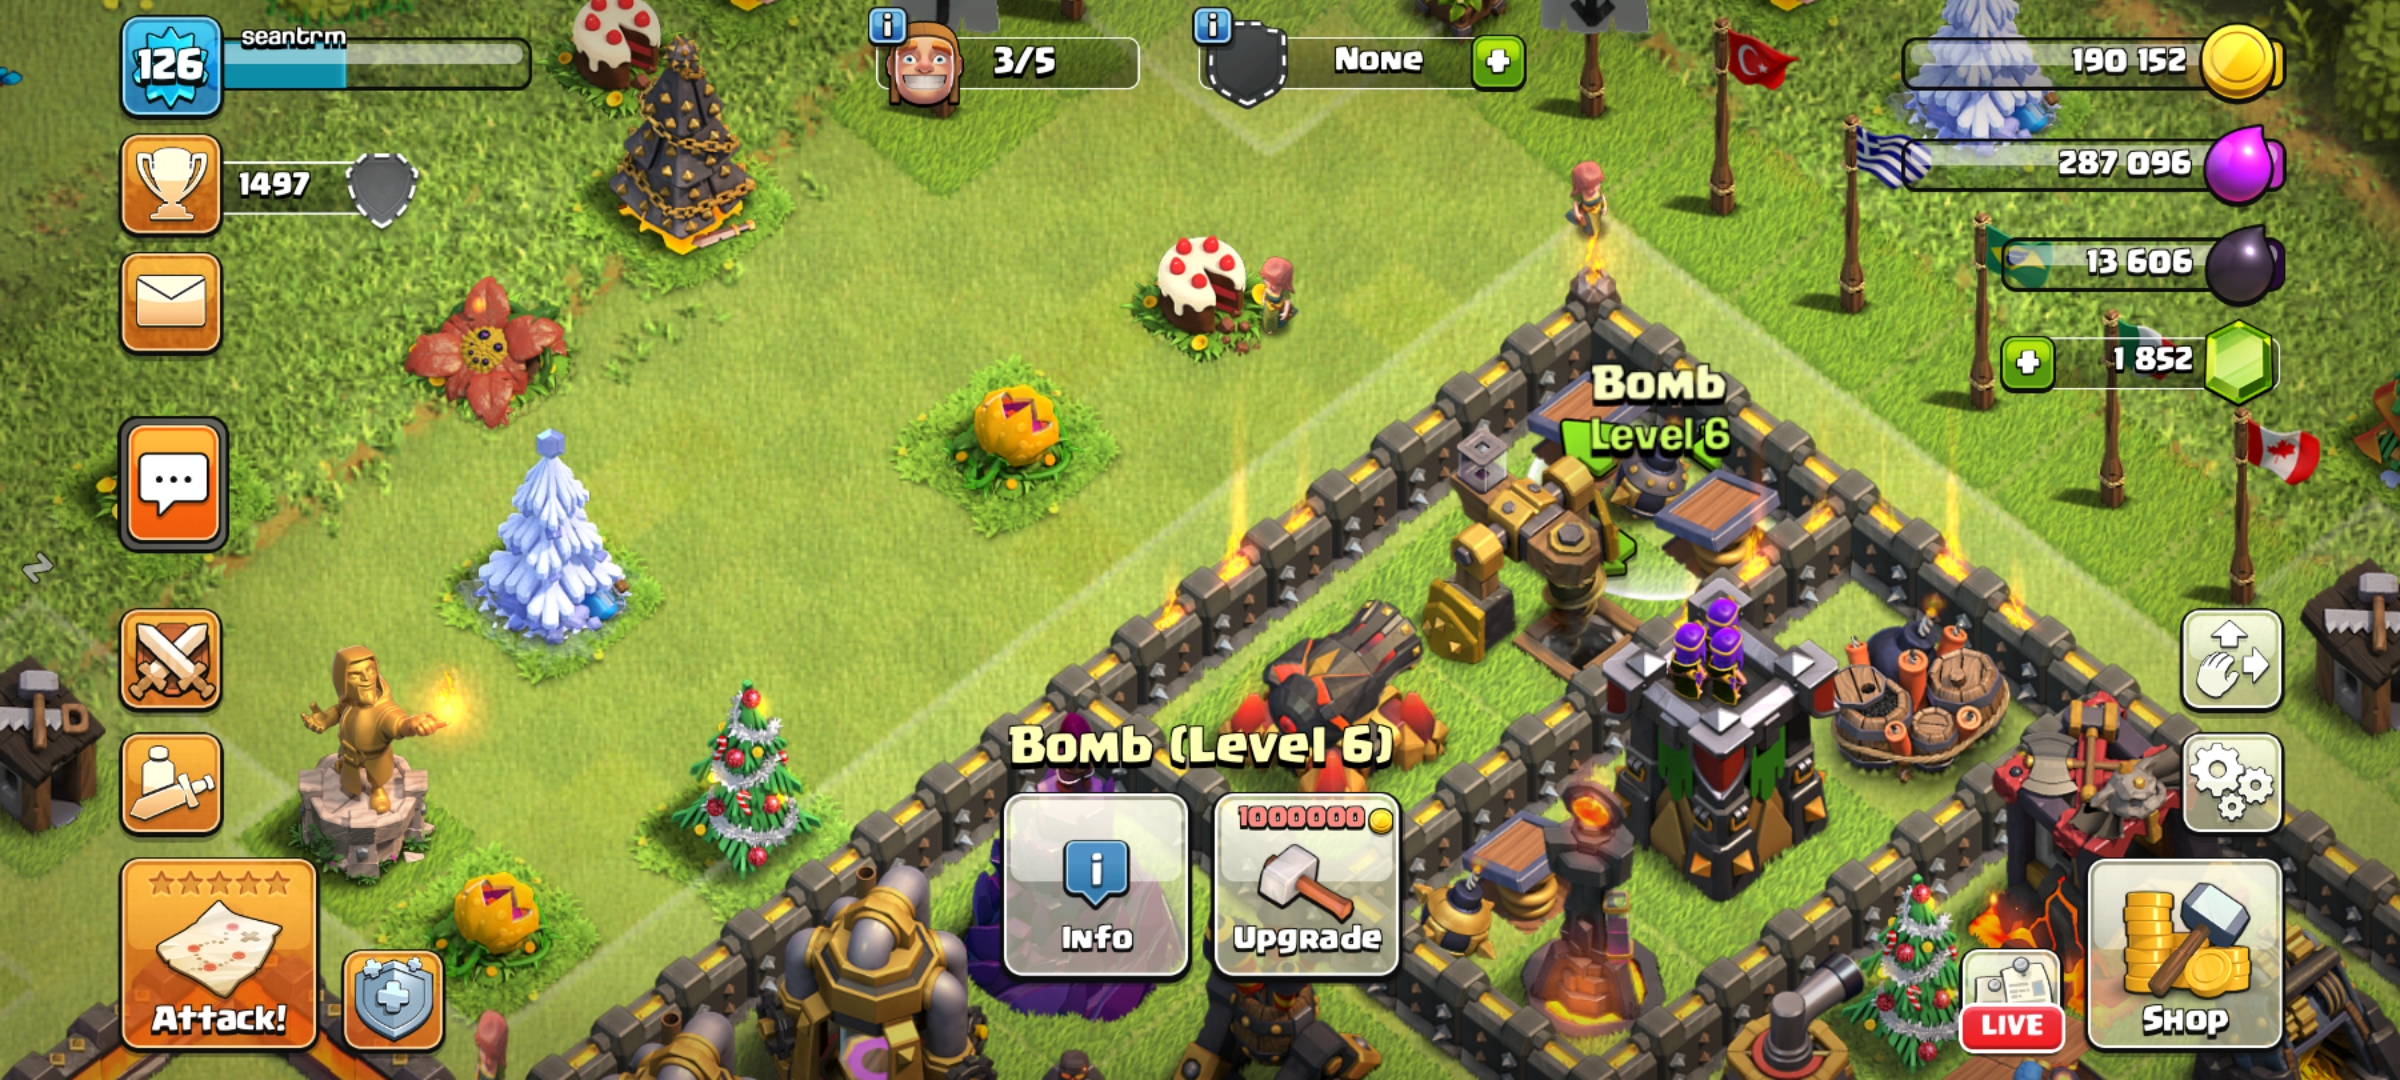 126
seantrm
3/5
None
190 152
1497
287 096
13 606
1 852
Bomb
Level 6
Bomb (Level 6)
1000000
Info
Upgrade
Attack!
LIVE
Shop